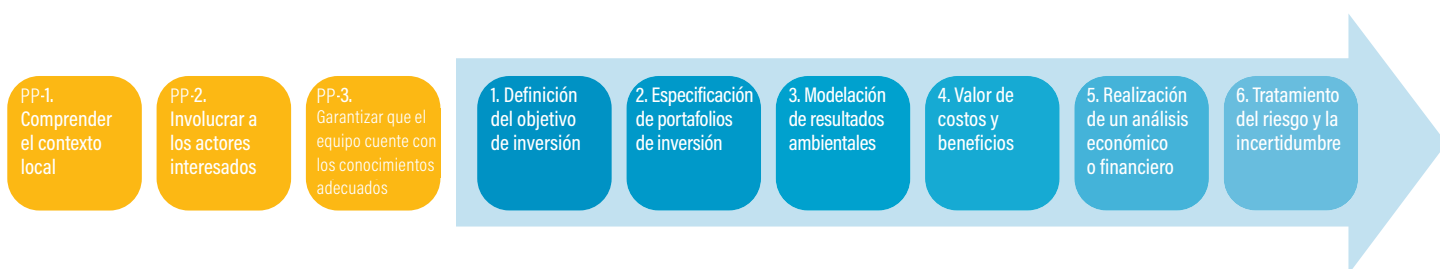 PP-1.
Comprender
el contexto
local
PP-2.
Involucrar a
los actores
interesados
PP-3.
Garantizar que el
equipo cuente con
los conocimientos
adecuados
1. Definición
del objetivo
de inversión
2. Especificación
de portafolios
de inversión
3. Modelación
de resultados
ambientales
4. Valor de
costos y
beneficios
5. Realización
de un análisis
económico
o financiero
6. Tratamiento
del riesgo y la
incertidumbre